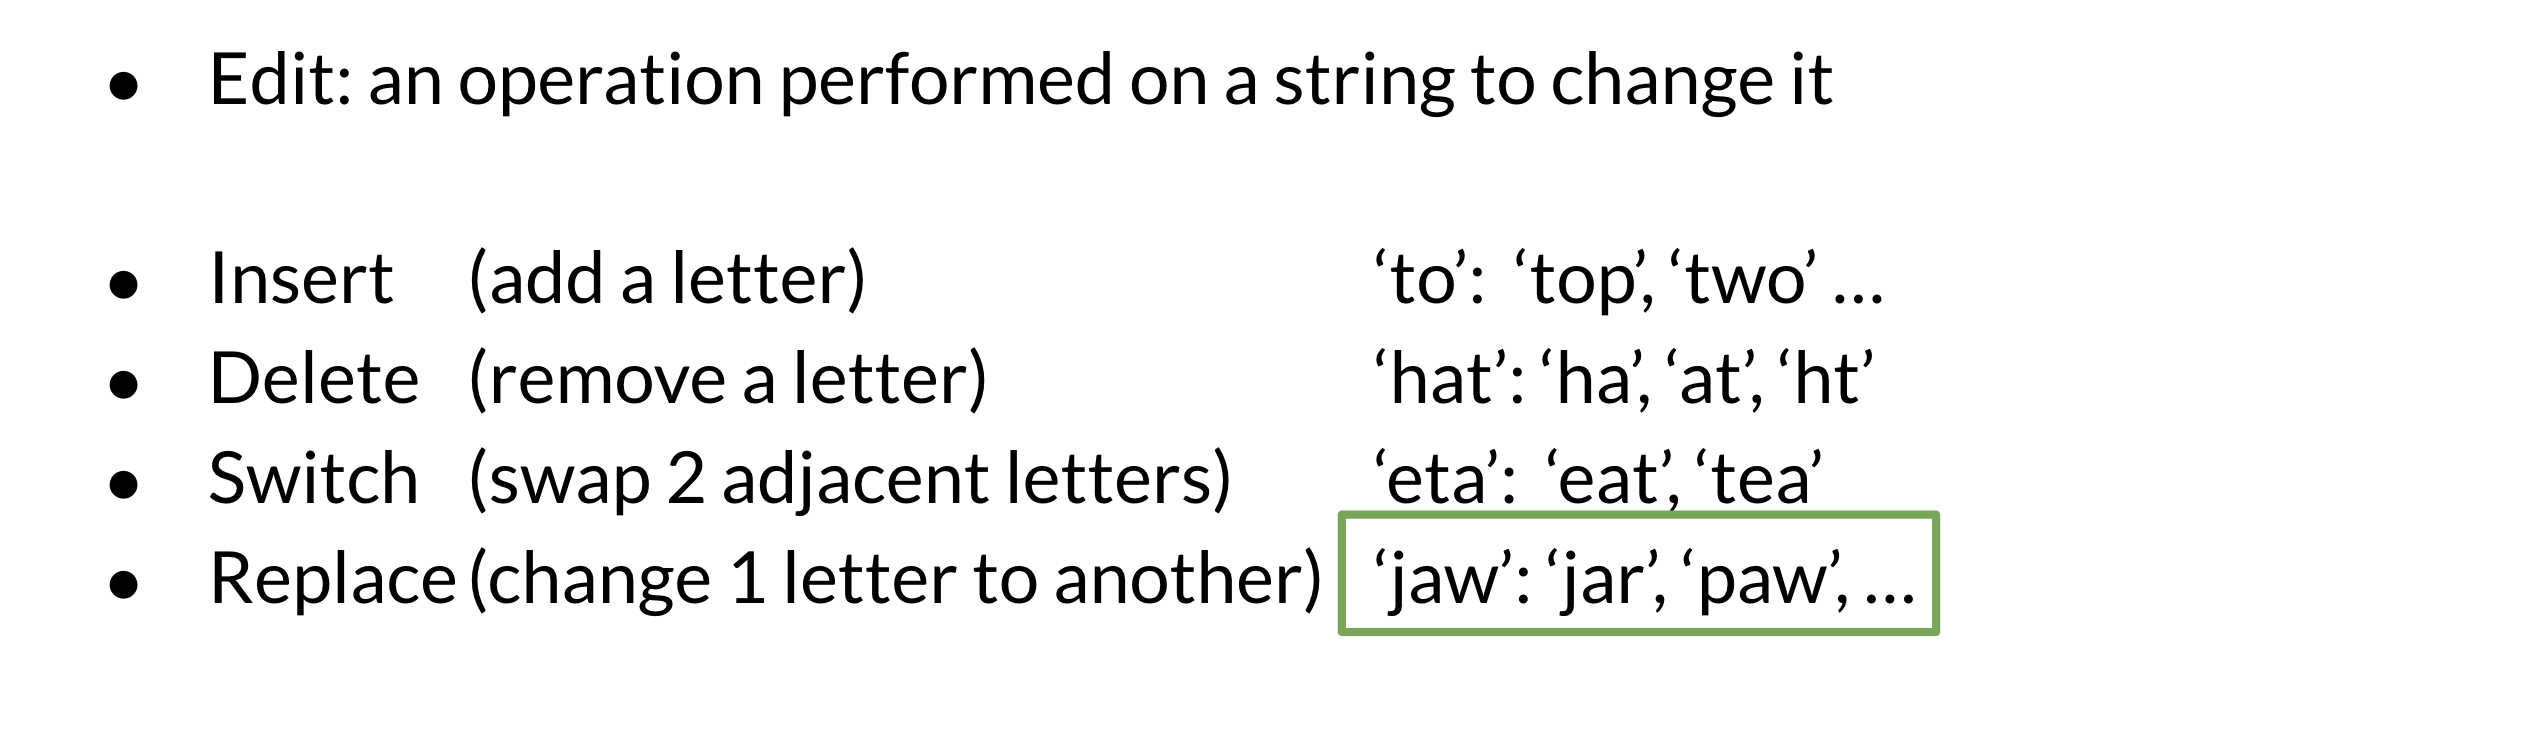 ● Edit: an operation performed on a string to change it
● Insert (add a letter) ‘to’: ‘top’, ‘two’ ...
● Delete (remove a letter) ‘hat’: ‘ha’, ‘at’, ‘ht’
● Switch (swap 2 adjacent letters) ‘eta’: ‘eat’, ‘tea’
● Replace (change 1 letter to another) ‘jaw’: ‘jar’, ‘paw’, ...